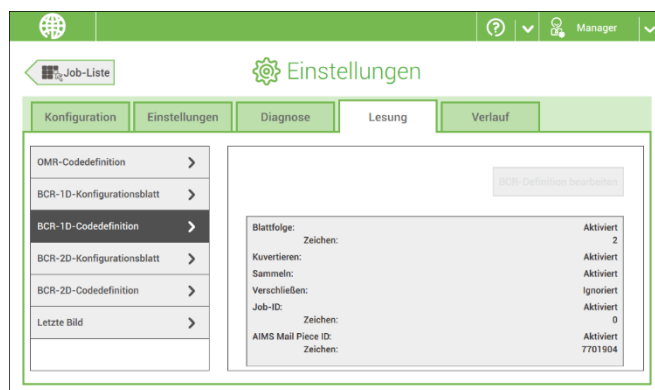 Manager
Job-Liste
Einstellungen
Konfiguration
Einstellungen
Diagnose
Lesung
Verlauf
OMR-Codedefinition
BCR-1D-Konfigurationsblatt
BCR-1D-Codedefinition
BCR-2D-Konfigurationsblatt
BCR-2D-Codedefinition
Letzte Bild
BCR-Definition bearbeiten
Blattfolge: Aktiviert
Zeichen: 2
Kuvertieren: Aktiviert
Sammeln: Aktiviert
Verschließen: Ignoriert
Job-ID: Aktiviert
Zeichen: 0
AIMS Mail Piece ID: Aktiviert
Zeichen: 7701904